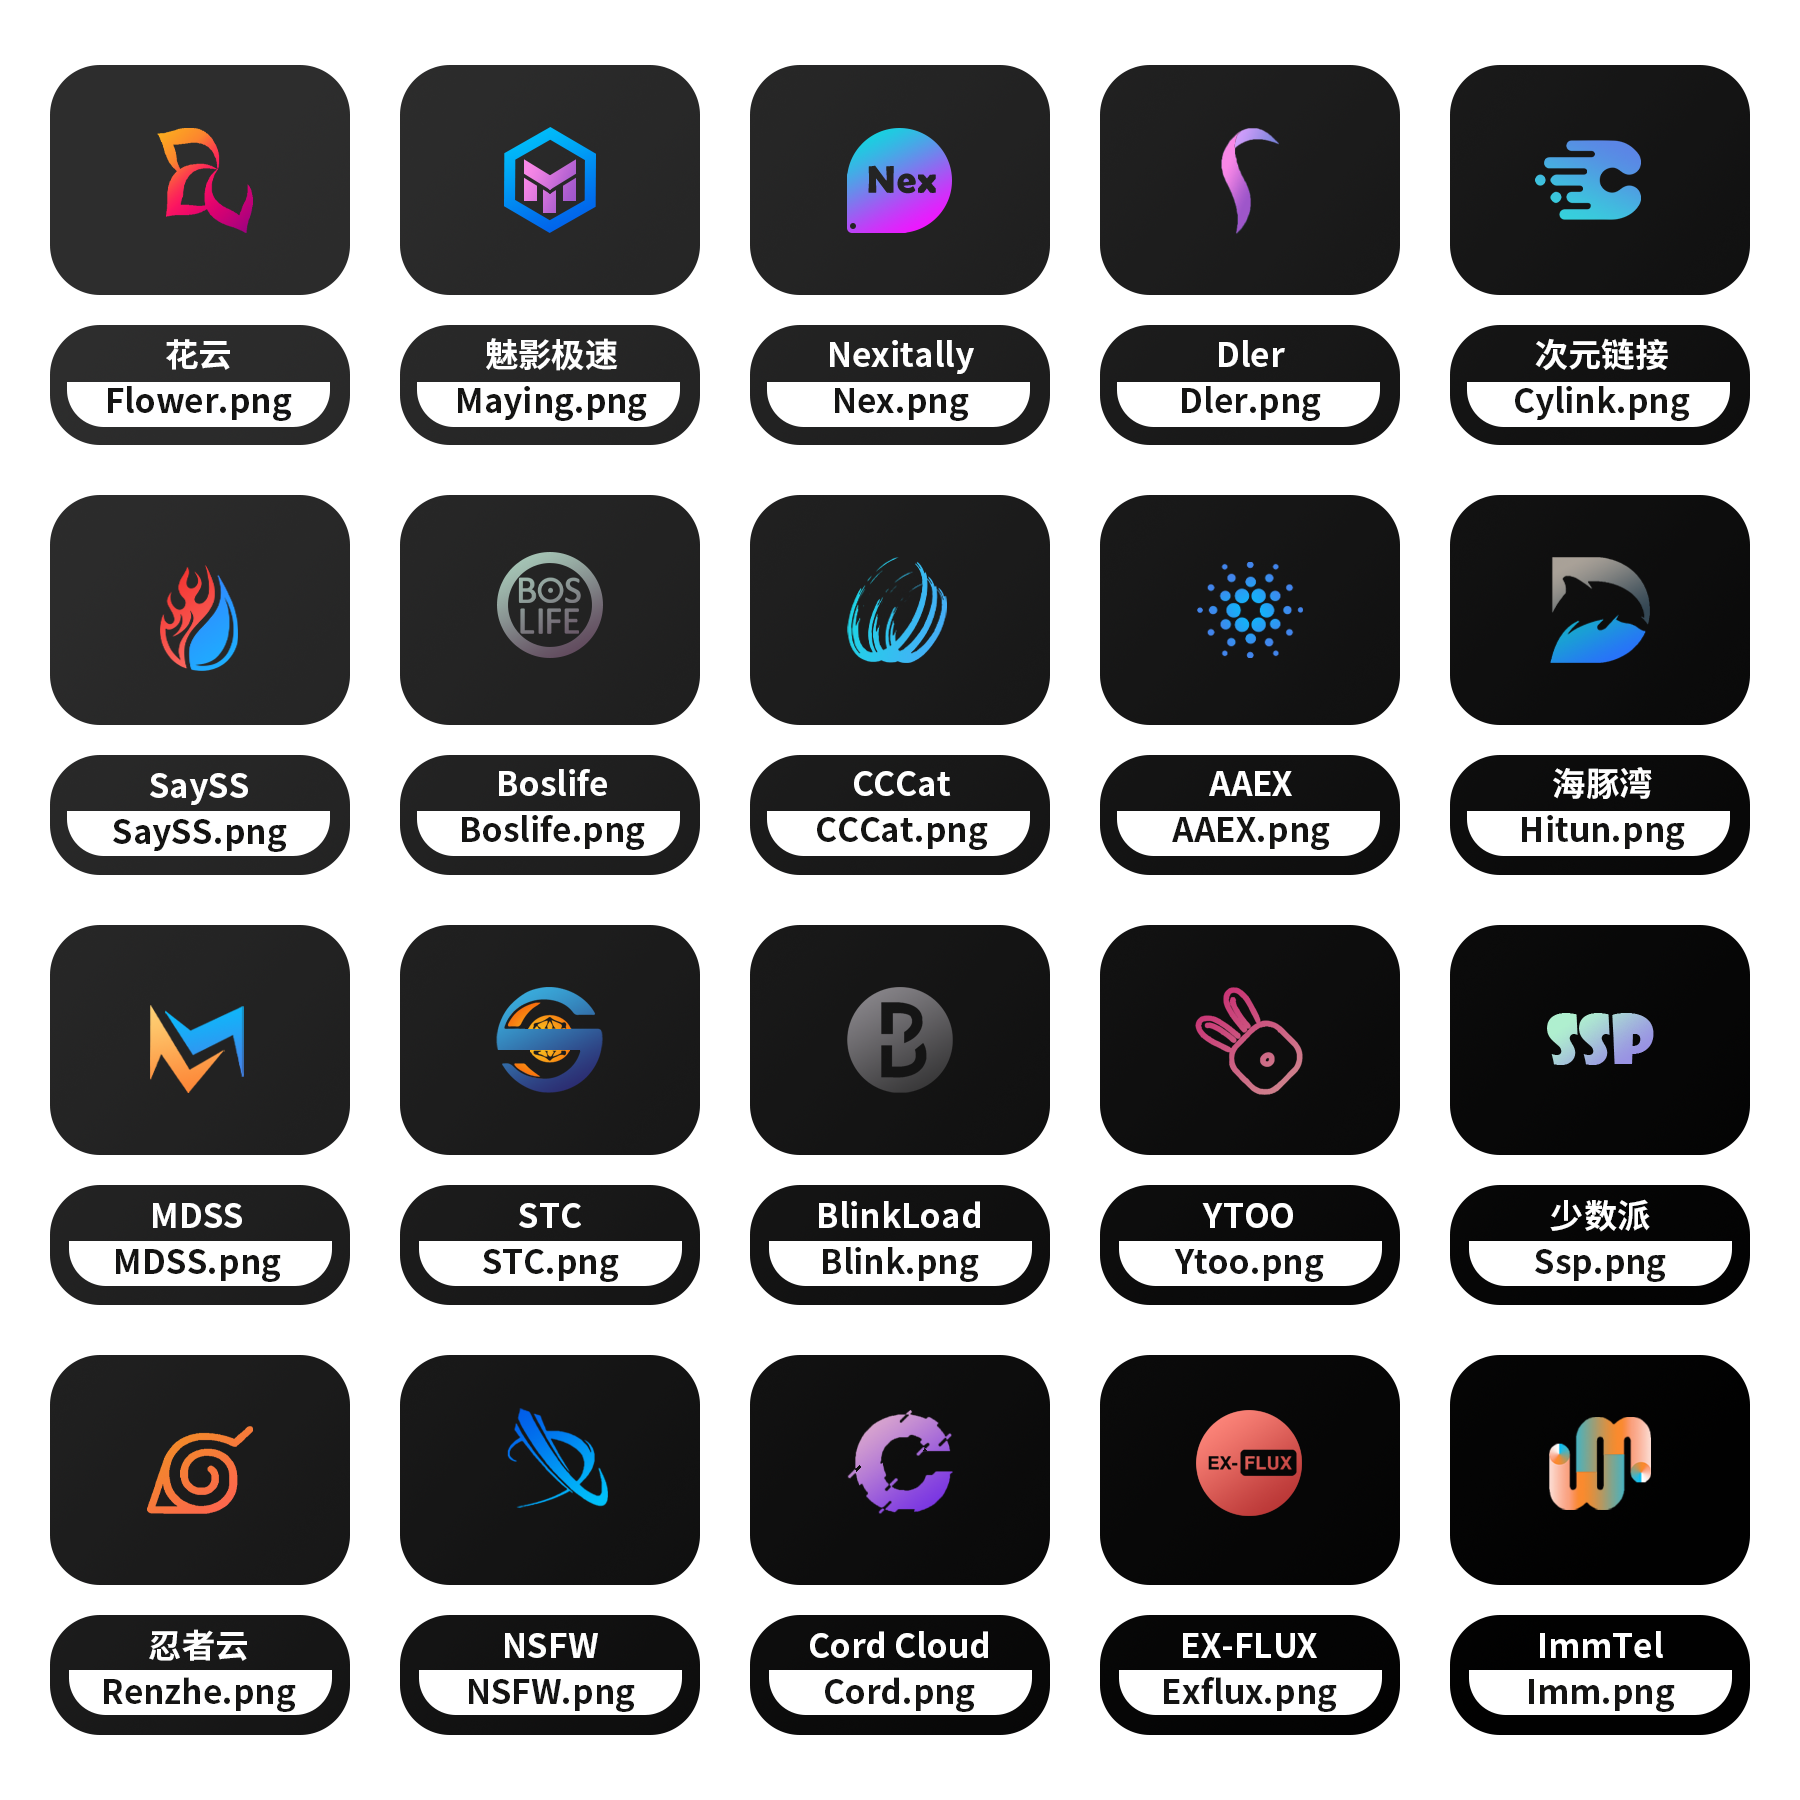 Nex
花云
Flower.png
魅影极速
Maying.png
Nexitally
Nex.png
Dler
Dler.png
次元链接
Cylink.png
BOS
LIFE
SaySS
SaySS.png
Boslife
Boslife.png
CCCat
CCCat.png
AAEX
AAEX.png
海豚湾
Hitun.png
SSP
MDSS
MDSS.png
STC
STC.png
BlinkLoad
Blink.png
YTOO
Ytoo.png
少数派
Ssp.png
EX-FLUX
忍者云
Renzhe.png
NSFW
NSFW.png
Cord Cloud
Cord.png
EX-FLUX
Exflux.png
ImmTel
Imm.png